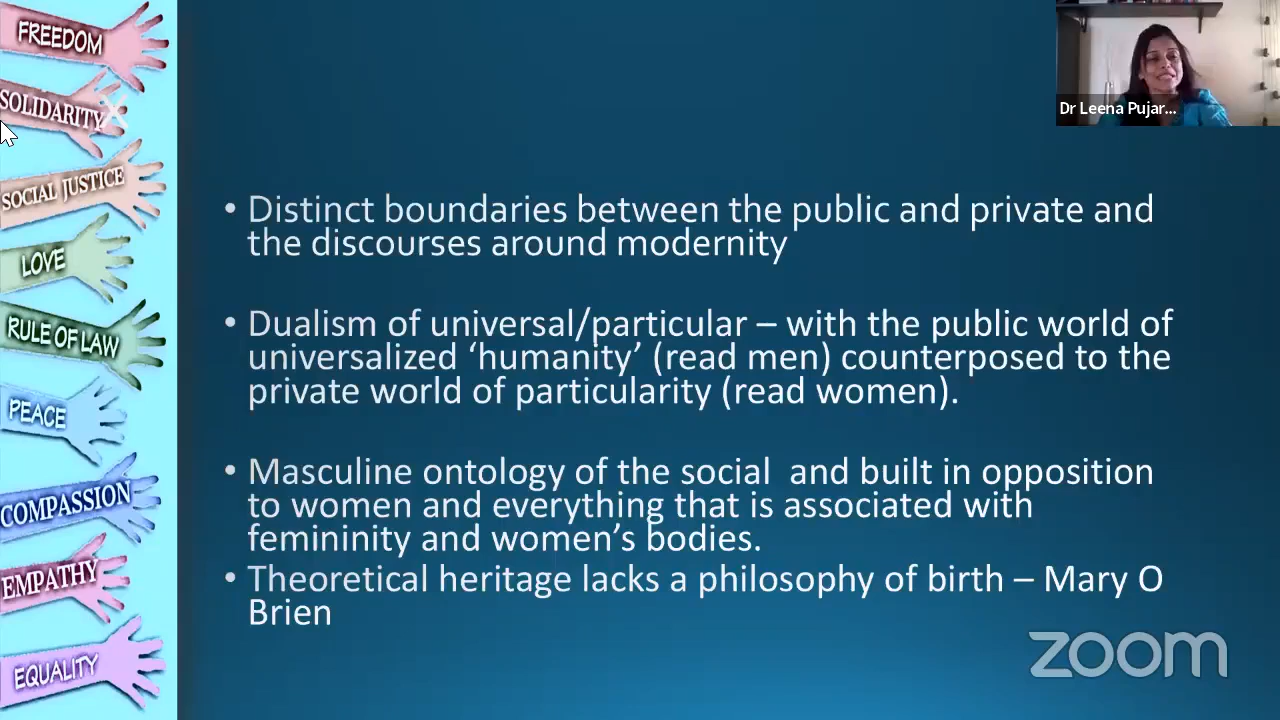 FREEDOM
SOLIDARITY
SOCIAL JUSTICE
LOVE
RULE OF LAW
PEACE
COMPASSION
EMPATHY
EQUALITY
Dr Leena Pujar...
• Distinct boundaries between the public and private and
the discourses around modernity
• Dualism of universal/particular – with the public world of
universalized ‘humanity’ (read men) counterposed to the
private world of particularity (read women).
• Masculine ontology of the social  and built in opposition
to women and everything that is associated with
femininity and women’s bodies.
• Theoretical heritage lacks a philosophy of birth – Mary O
Brien
zoom